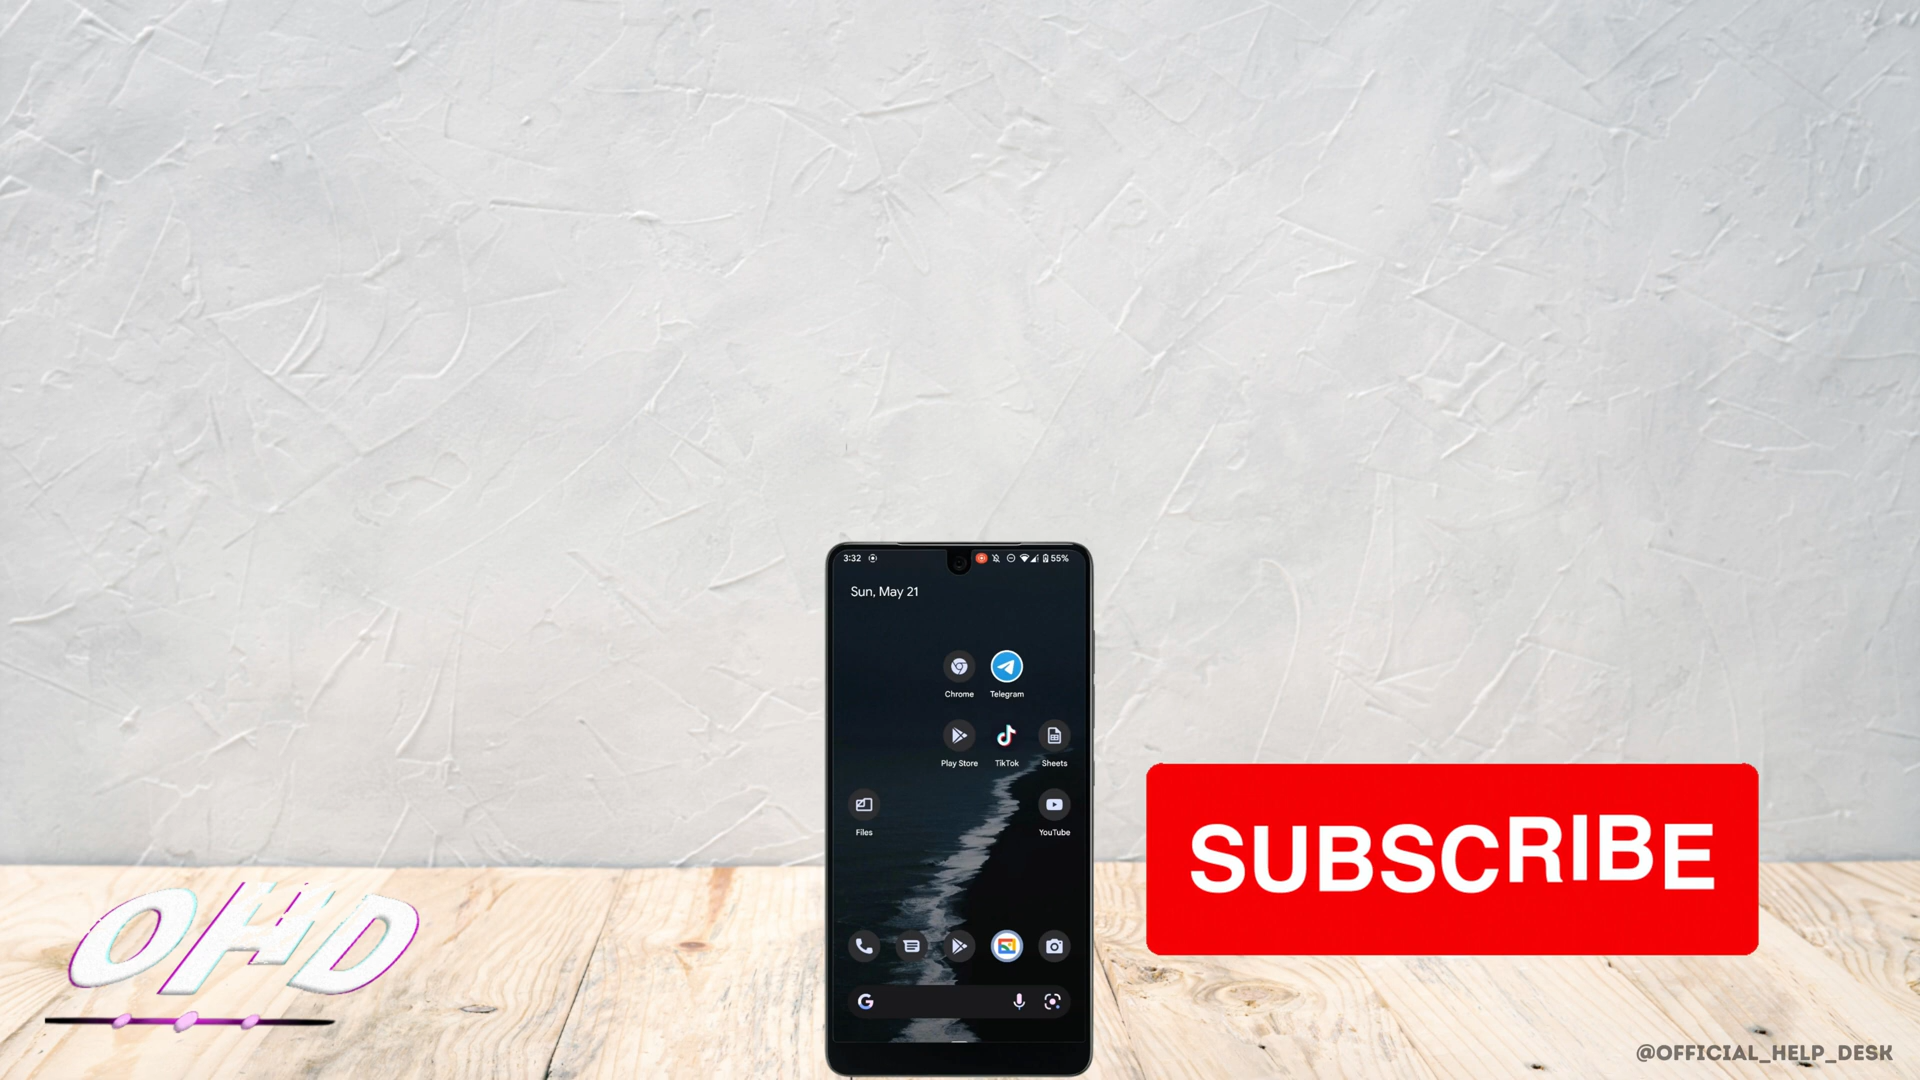 3:32 55%
Sun, May 21
Chrome Telegram
Play Store TikTok Sheets
Files YouTube
SUBSCRIBE
OHD
@OFFICIAL_HELP_DESK